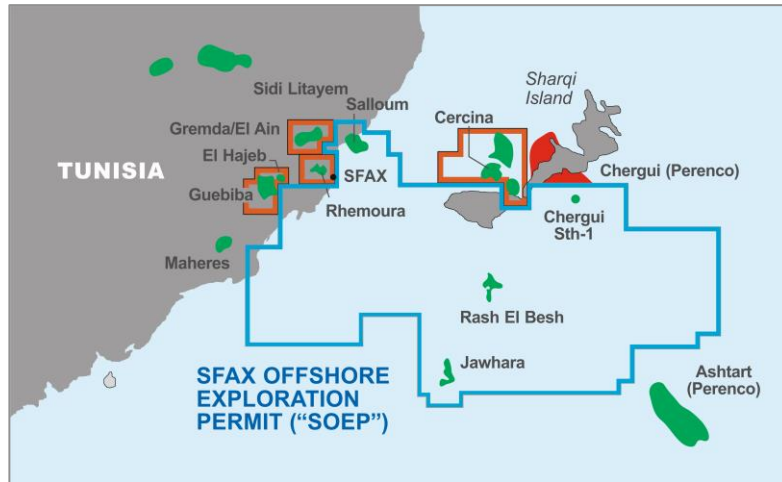 Sharqi
Island
Sidi Litayem
Salloum
Cercina
Gremda/El Ain
El Hajeb
TUNISIA
SFAX
Chergui (Perenco)
Guebiba
Rhemoura
Chergui
Sth-1
Maheres
Rash El Besh
Jawhara
SFAX OFFSHORE
EXPLORATION
PERMIT (“SOEP”)
Ashtart
(Perenco)